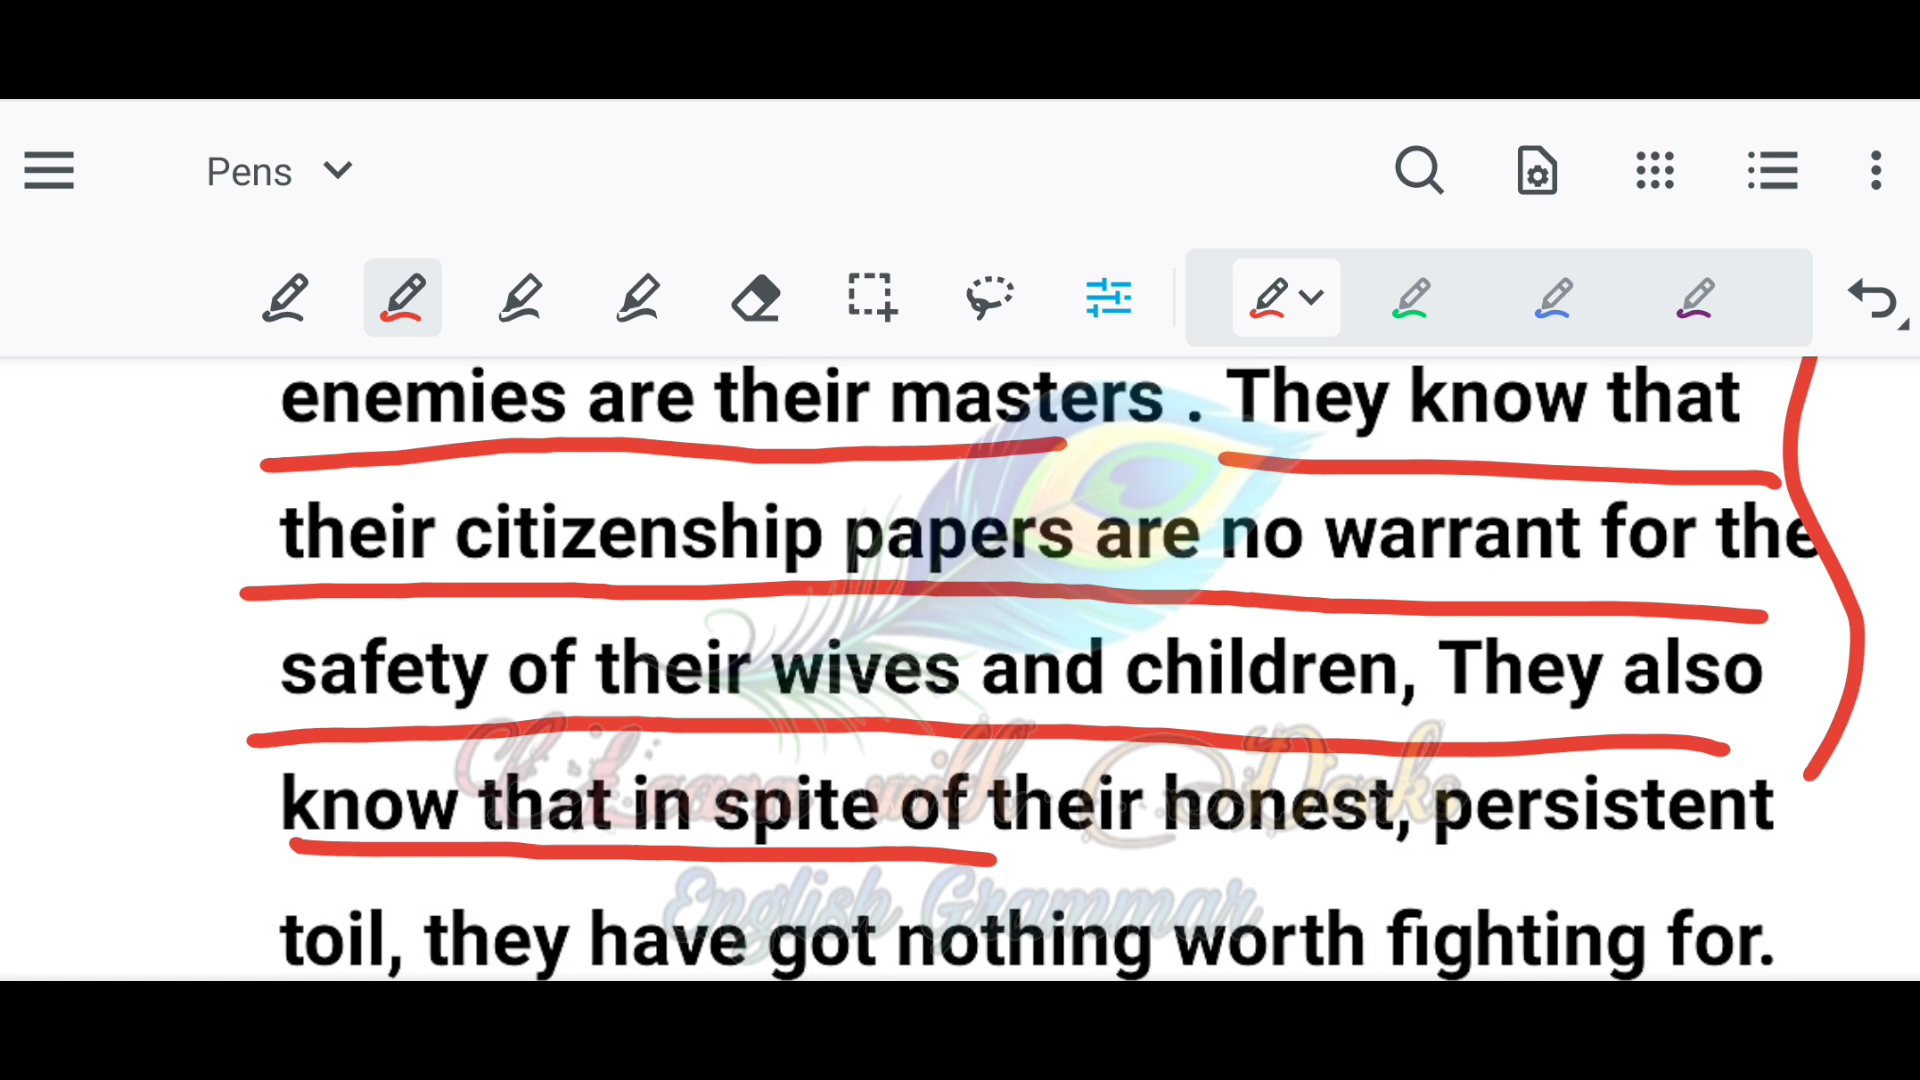 Pens
enemies are their masters . They know that
their citizenship papers are no warrant for the
safety of their wives and children, They also
know that in spite of their honest, persistent
toil, they have got nothing worth fighting for.
English Grammar